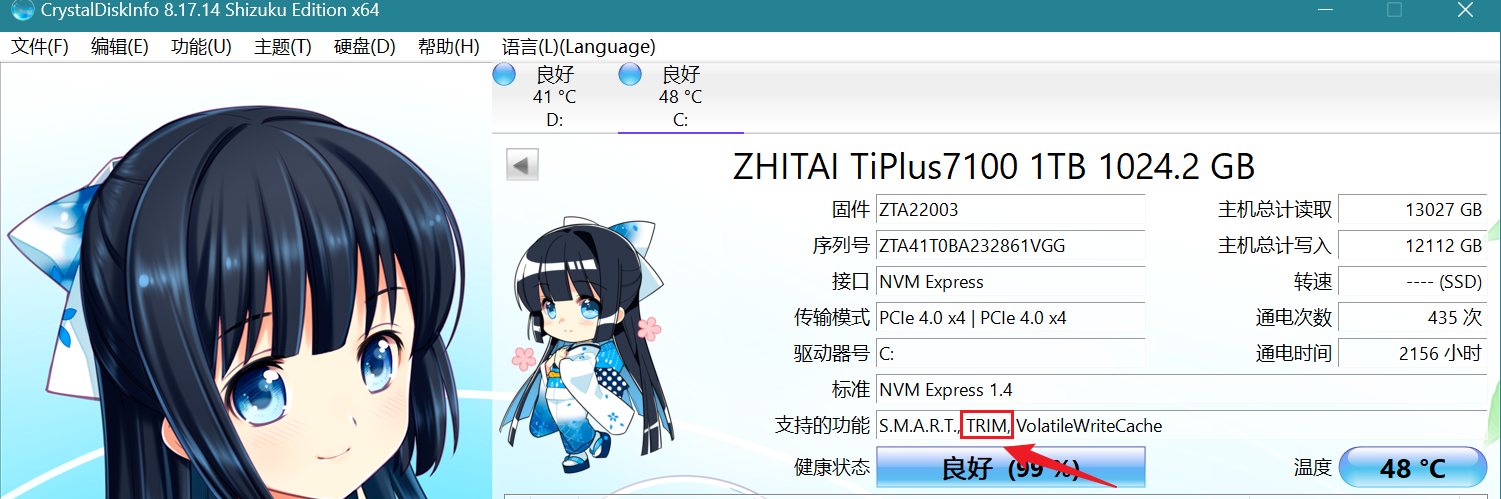 CrystalDiskInfo 8.17.14 Shizuku Edition x64
文件(F) 编辑(E) 功能(U) 主题(T) 硬盘(D) 帮助(H) 语言(L)(Language)
良好 良好
41 °C 48 °C
D: C:
ZHITAI TiPlus7100 1TB 1024.2 GB
固件 ZTA22003 主机总计读取 13027 GB
序列号 ZTA41T0BA232861VGG 主机总计写入 12112 GB
接口 NVM Express 转速 ---- (SSD)
传输模式 PCIe 4.0 x4 | PCIe 4.0 x4 通电次数 435 次
驱动器号 C: 通电时间 2156 小时
标准 NVM Express 1.4
支持的功能 S.M.A.R.T., TRIM, VolatileWriteCache
健康状态 良好 (99 %) 温度 48 °C